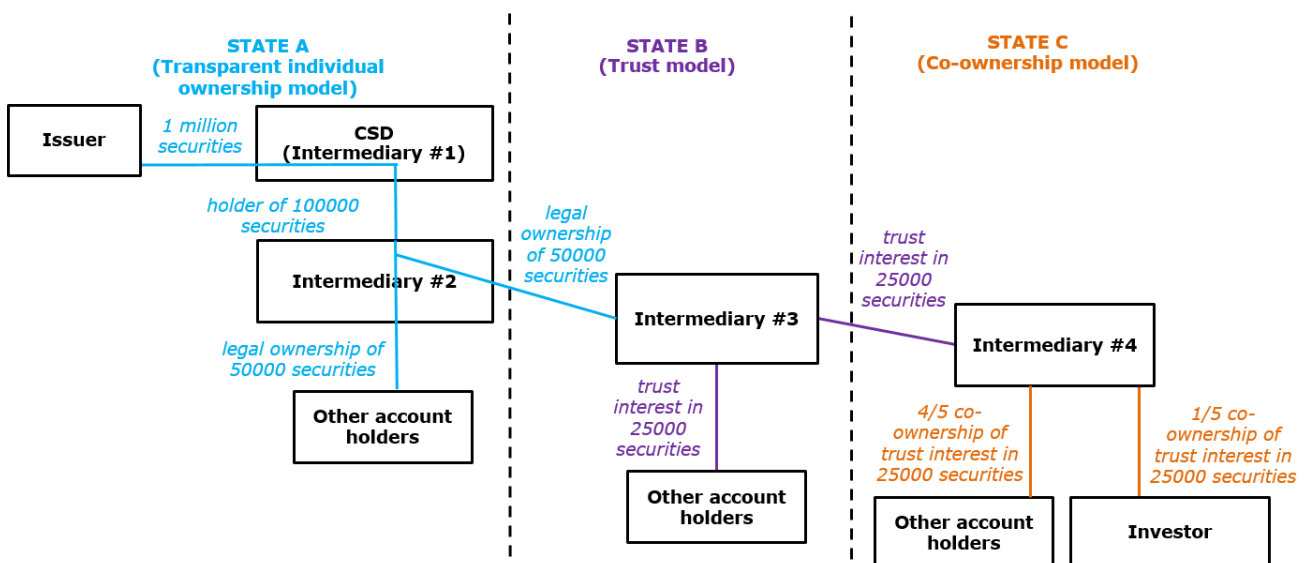 STATE A
(Transparent individual
ownership model)
STATE B
(Trust model)
STATE C
(Co-ownership model)
Issuer
1 million
securities
CSD
(Intermediary #1)
holder of 100000
securities
Intermediary #2
legal ownership of
50000 securities
Other account
holders
legal
ownership
of 50000
securities
Intermediary #3
trust
interest in
25000
securities
Other account
holders
trust
interest in
25000
securities
Intermediary #4
4/5 co-
ownership of
trust interest in
25000 securities
1/5 co-
ownership of
trust interest in
25000 securities
Other account
holders
Investor